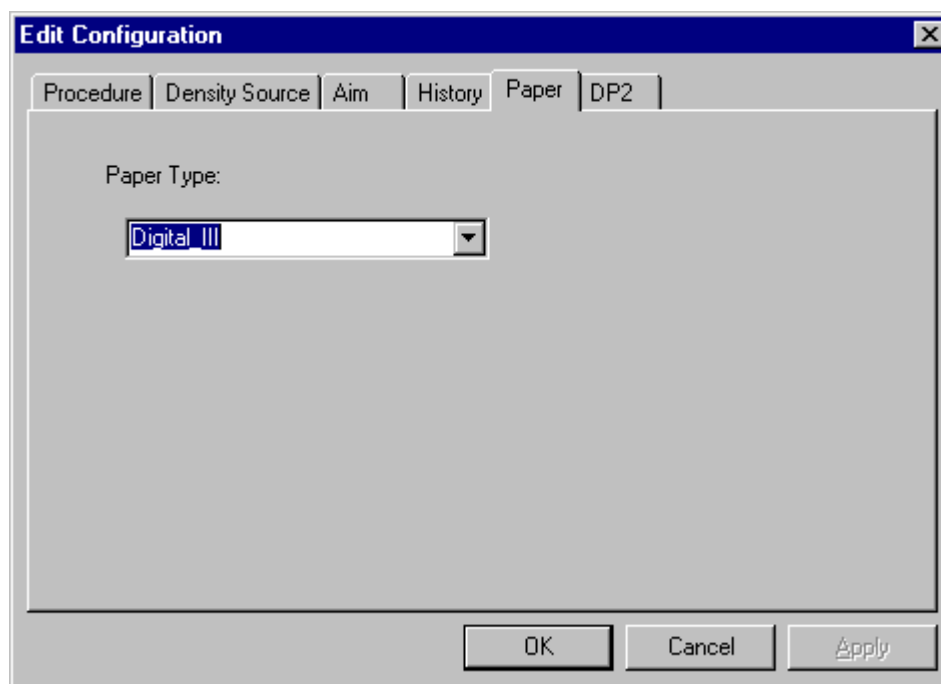 Edit Configuration
Procedure Density Source Aim History Paper DP2
Paper Type:
Digital_III
OK Cancel Apply